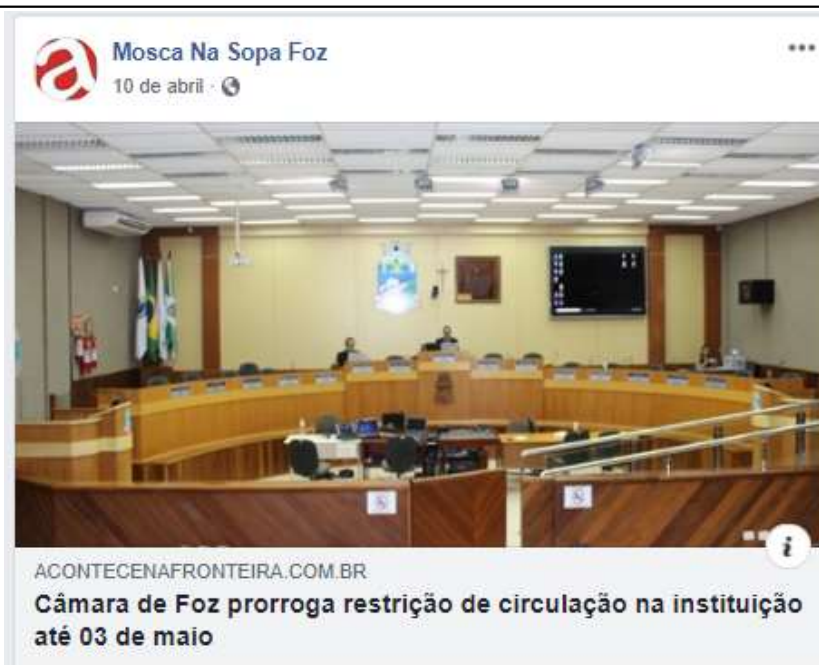 Mosca Na Sopa Foz
10 de abril ·
ACONTECENAFRONTEIRA.COM.BR
Câmara de Foz prorroga restrição de circulação na instituição
até 03 de maio